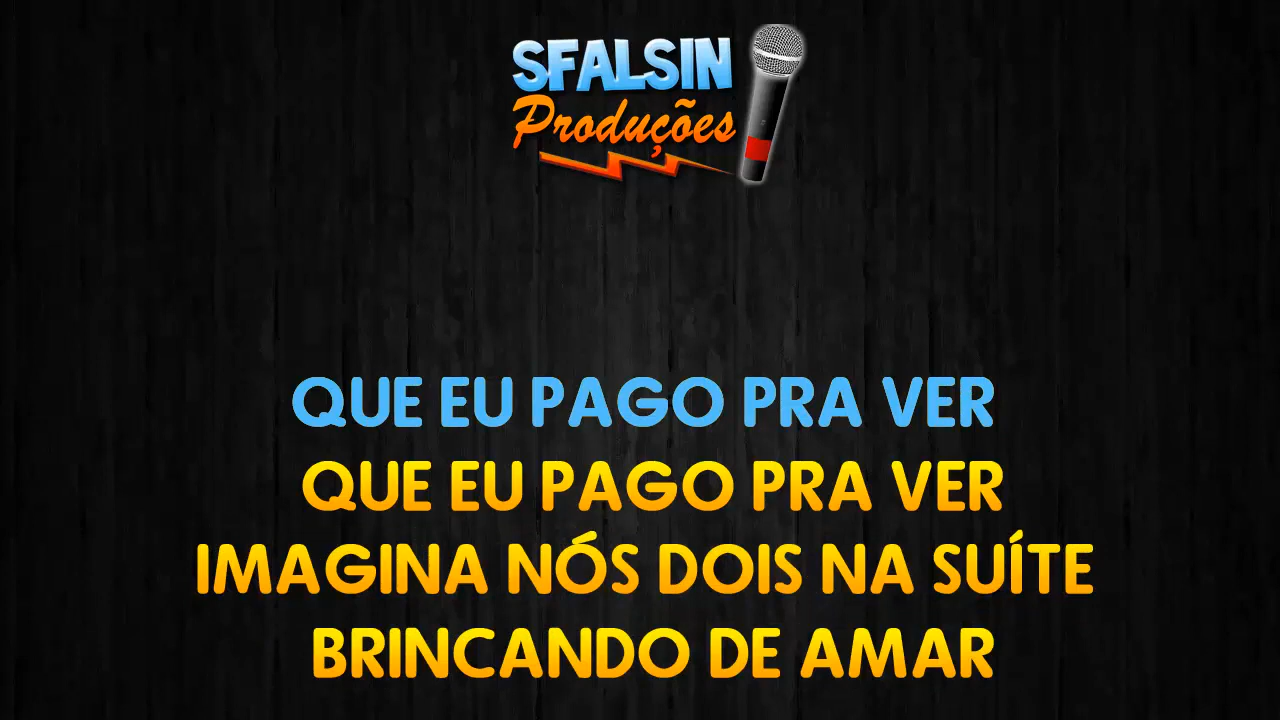 SFALSIN
Produções
QUE EU PAGO PRA VER
QUE EU PAGO PRA VER
IMAGINA NÓS DOIS NA SUÍTE
BRINCANDO DE AMAR